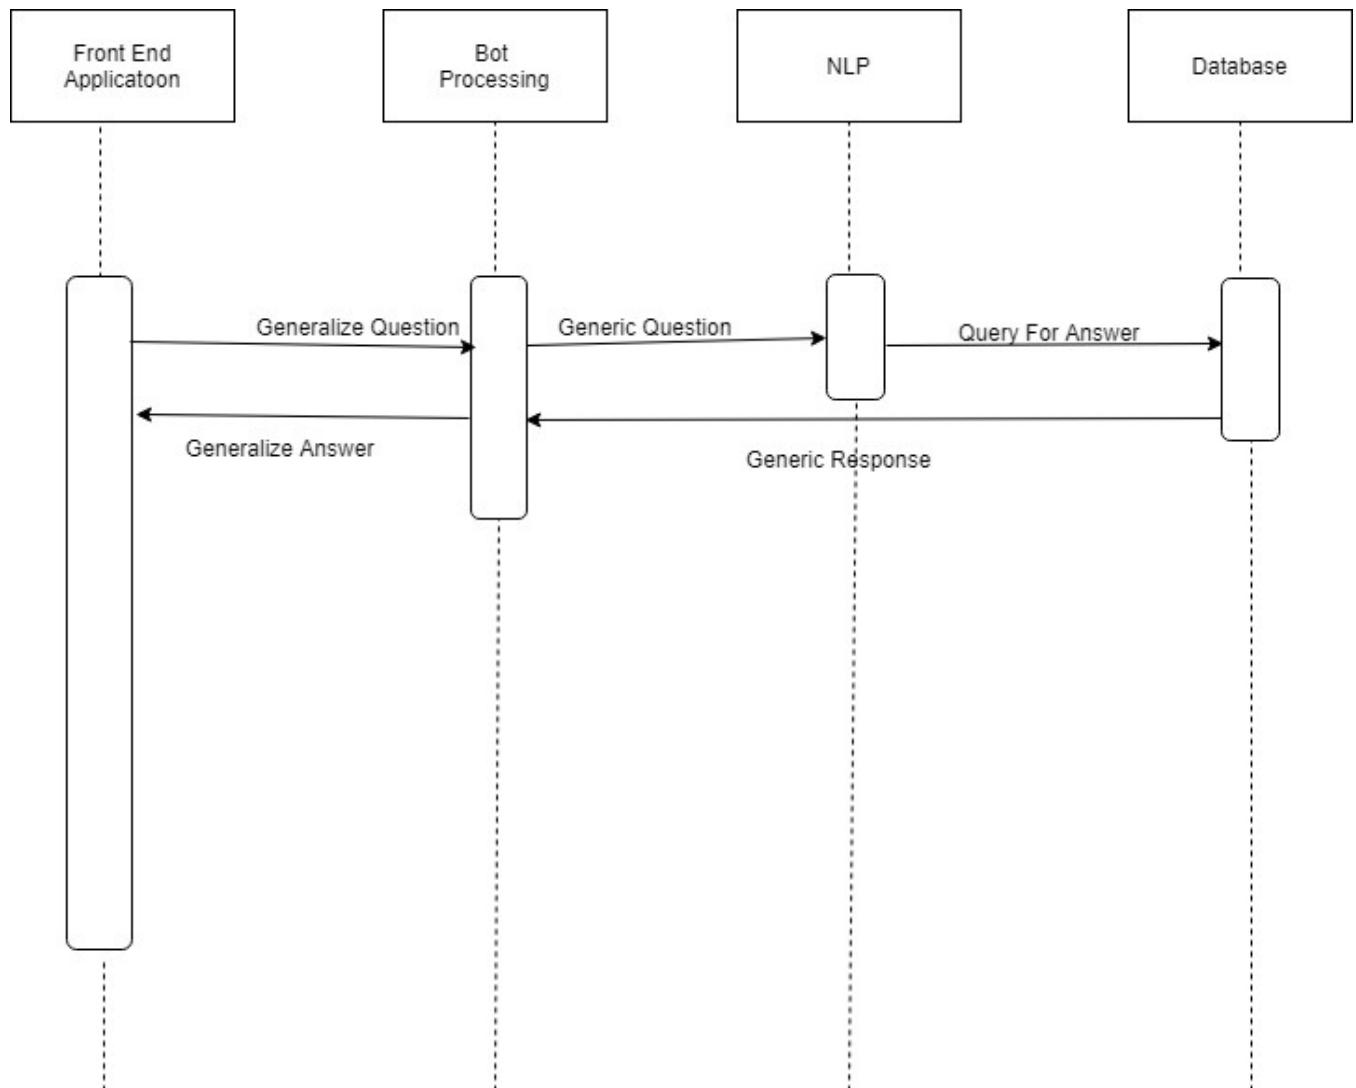 Front End
Applicatoon
Bot
Processing
NLP
Database
Generalize Question
Generic Question
Query For Answer
Generalize Answer
Generic Response